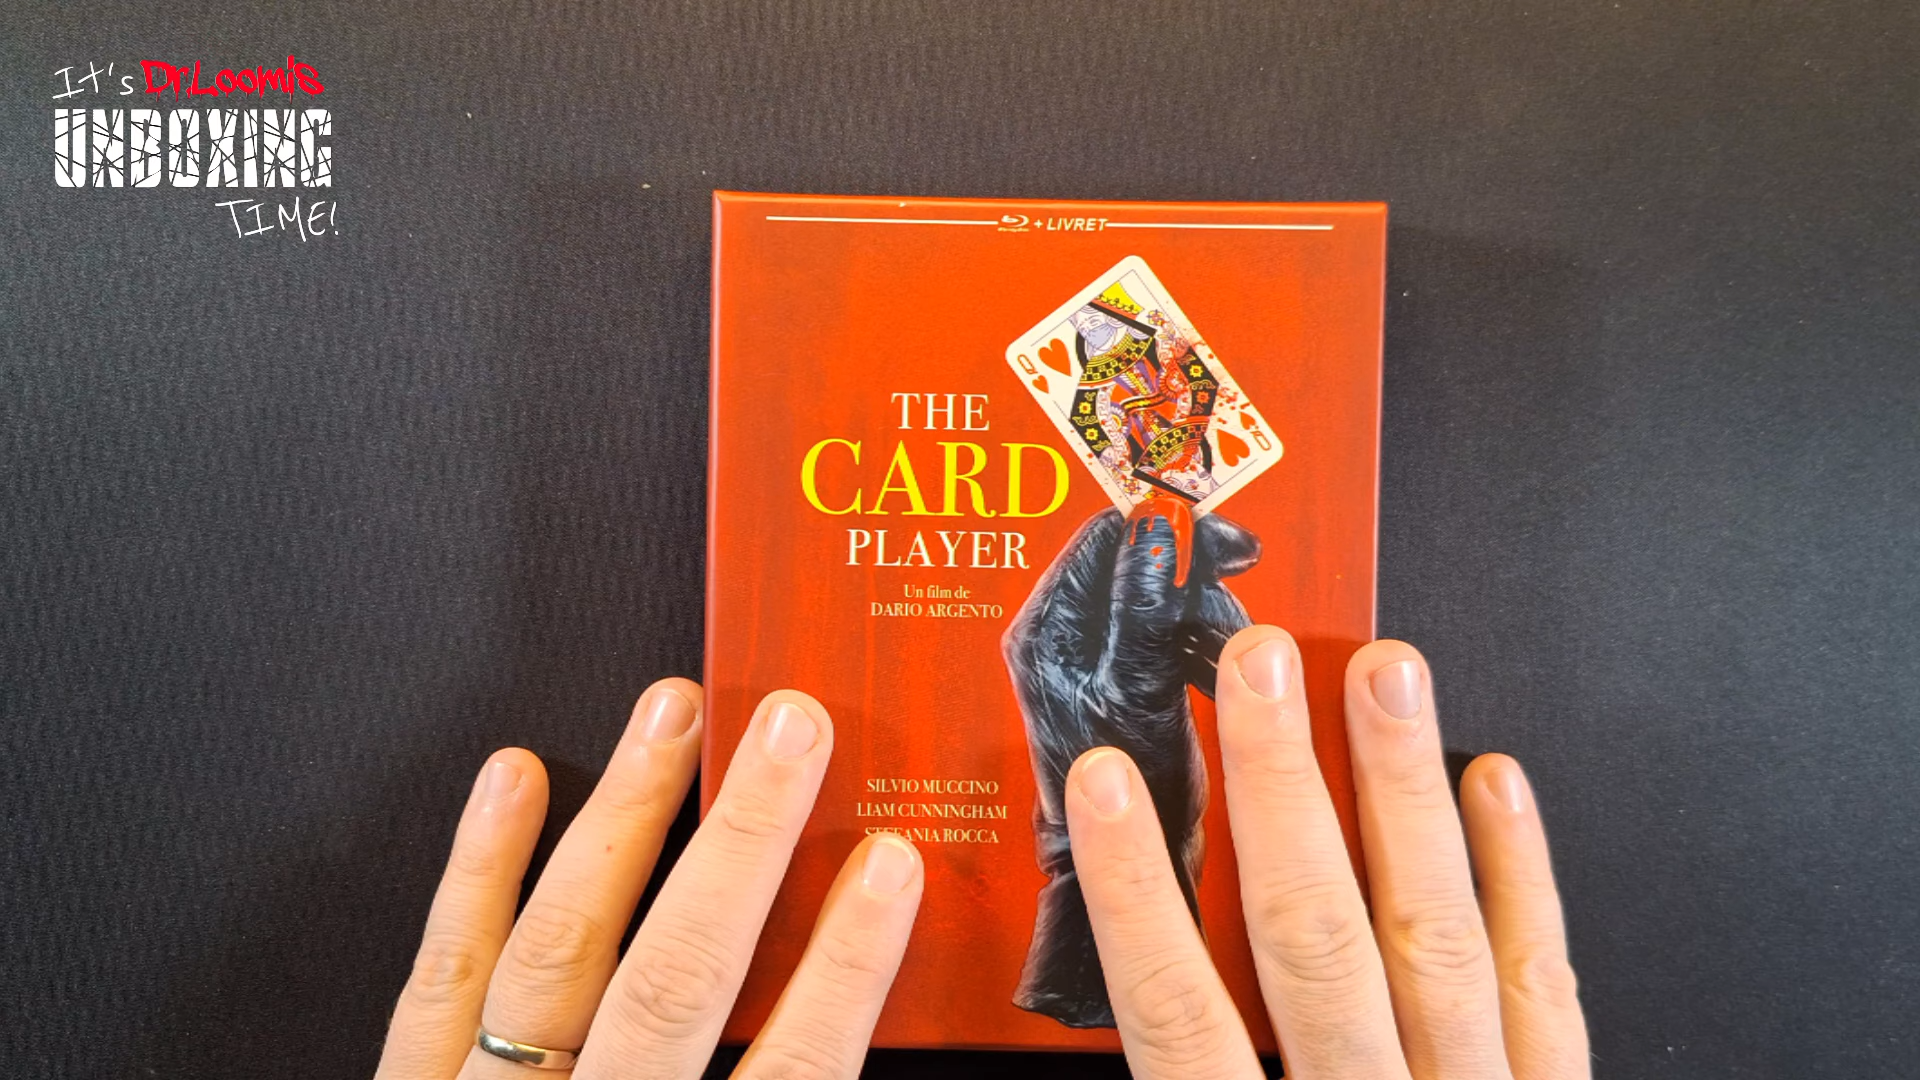 It's Dr.Loomis
UNBOXING
TIME!
+ LIVRET
THE
CARD
PLAYER
Un film de
DARIO ARGENTO
SILVIO MUCCINO
LIAM CUNNINGHAM
STEFANIA ROCCA
Q
Q